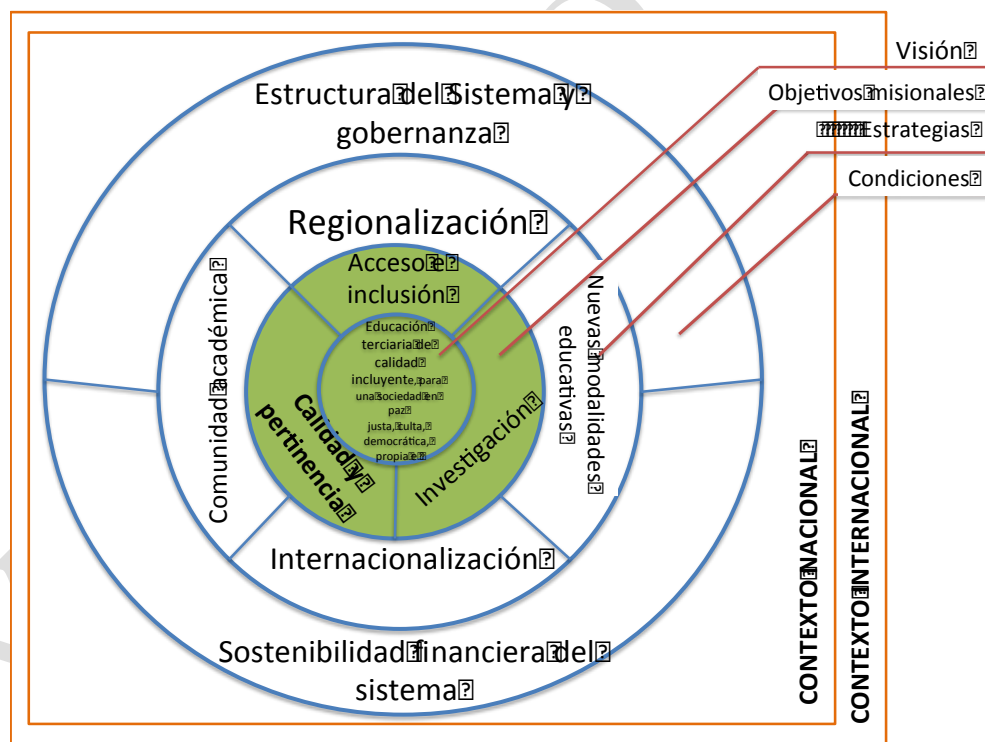 Visión
Objetivos misionales
Estrategias
Condiciones
Estructura del Sistema y
gobernanza
Regionalización
Acceso e
inclusión
Educación
terciaria de
calidad
incluyente, para
una sociedad en
paz
justa, culta,
democrática,
propia e
Calidad y
pertinencia
Investigación
Comunidad académica
Nuevas modalidades
educativas
Internacionalización
Sostenibilidad financiera del
sistema
CONTEXTO NACIONAL
CONTEXTO INTERNACIONAL